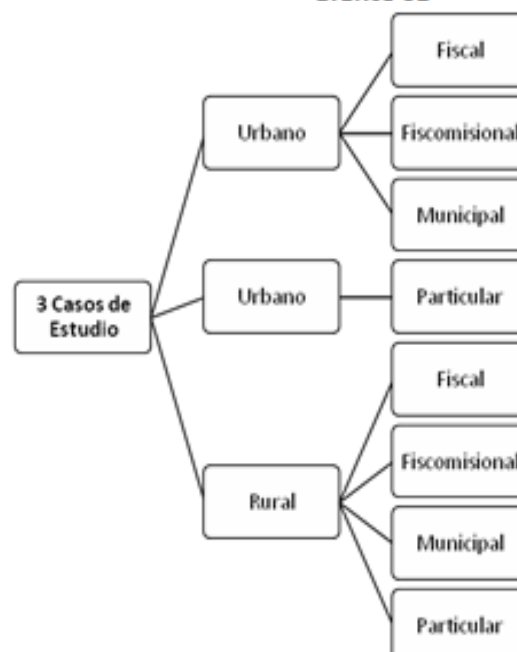 Fiscal
Urbano
Fiscomisional
Municipal
Urbano
Particular
3 Casos de
Estudio
Fiscal
Fiscomisional
Rural
Municipal
Particular